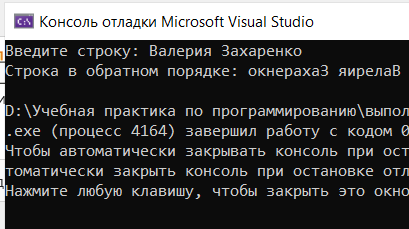 Консоль отладки Microsoft Visual Studio
Введите строку: Валерия Захаренко
Строка в обратном порядке: окнерахаЗ яирелаВ
D:\Учебная практика по программированию\выпол
.exe (процесс 4164) завершил работу с кодом 0
Чтобы автоматически закрывать консоль при ост
томатически закрыть консоль при остановке отл
Нажмите любую клавишу, чтобы закрыть это окно